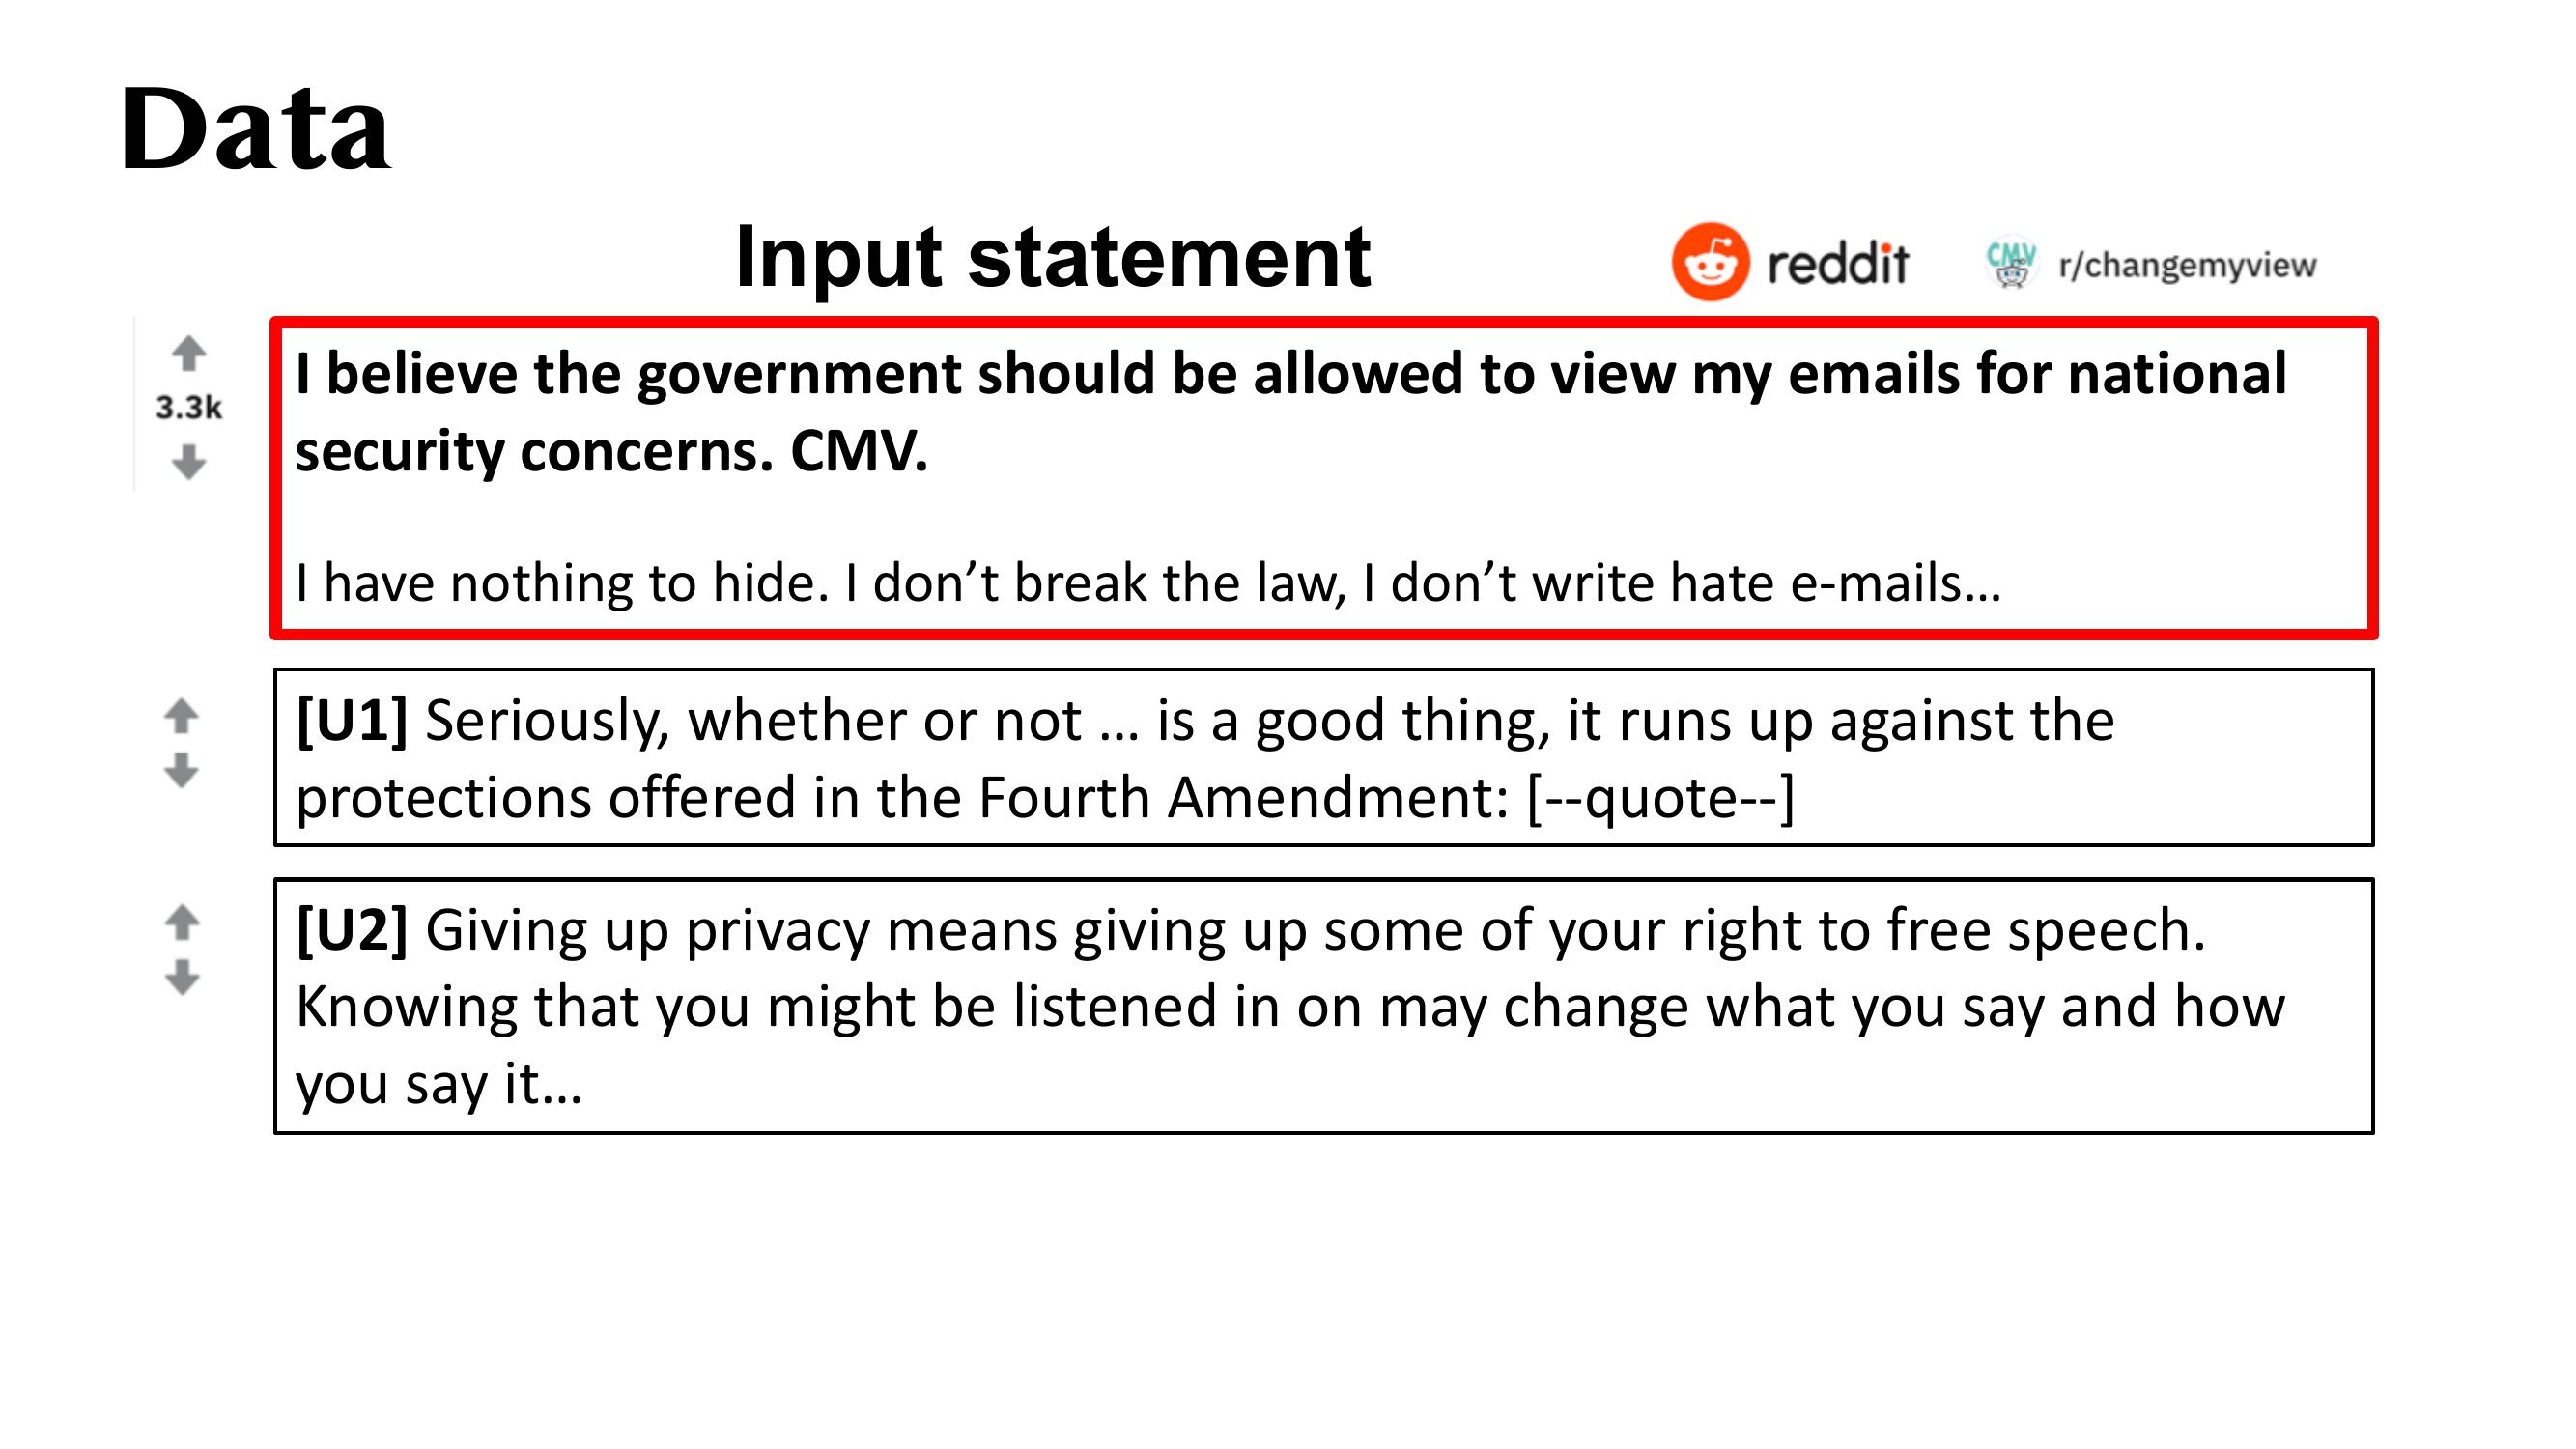 Data
Input statement
reddit
CMV
r/changemyview
3.3k
I believe the government should be allowed to view my emails for national
security concerns. CMV.
I have nothing to hide. I don’t break the law, I don’t write hate e-mails…
[U1] Seriously, whether or not … is a good thing, it runs up against the
protections offered in the Fourth Amendment: [--quote--]
[U2] Giving up privacy means giving up some of your right to free speech.
Knowing that you might be listened in on may change what you say and how
you say it…